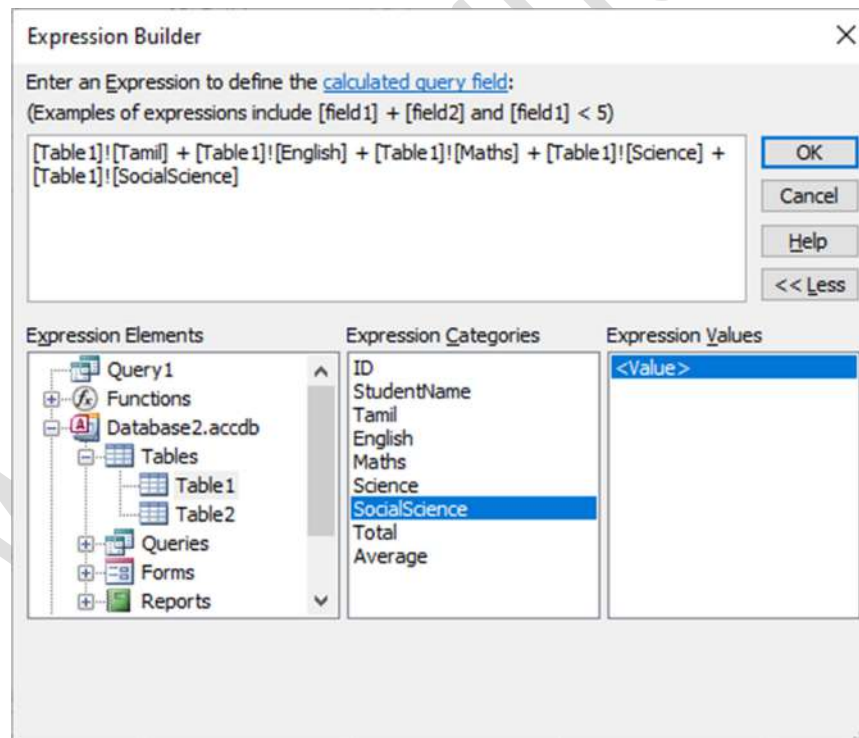 Expression Builder
Enter an Expression to define the calculated query field:
(Examples of expressions include [field1] + [field2] and [field1] < 5)
[Table1]![Tamil] + [Table1]![English] + [Table1]![Maths] + [Table1]![Science] +
[Table1]![SocialScience]
OK
Cancel
Help
<< Less
Expression Elements
Query1
Functions
Database2.accdb
Tables
Table1
Table2
Queries
Forms
Reports
Expression Categories
ID
StudentName
Tamil
English
Maths
Science
SocialScience
Total
Average
Expression Values
<Value>